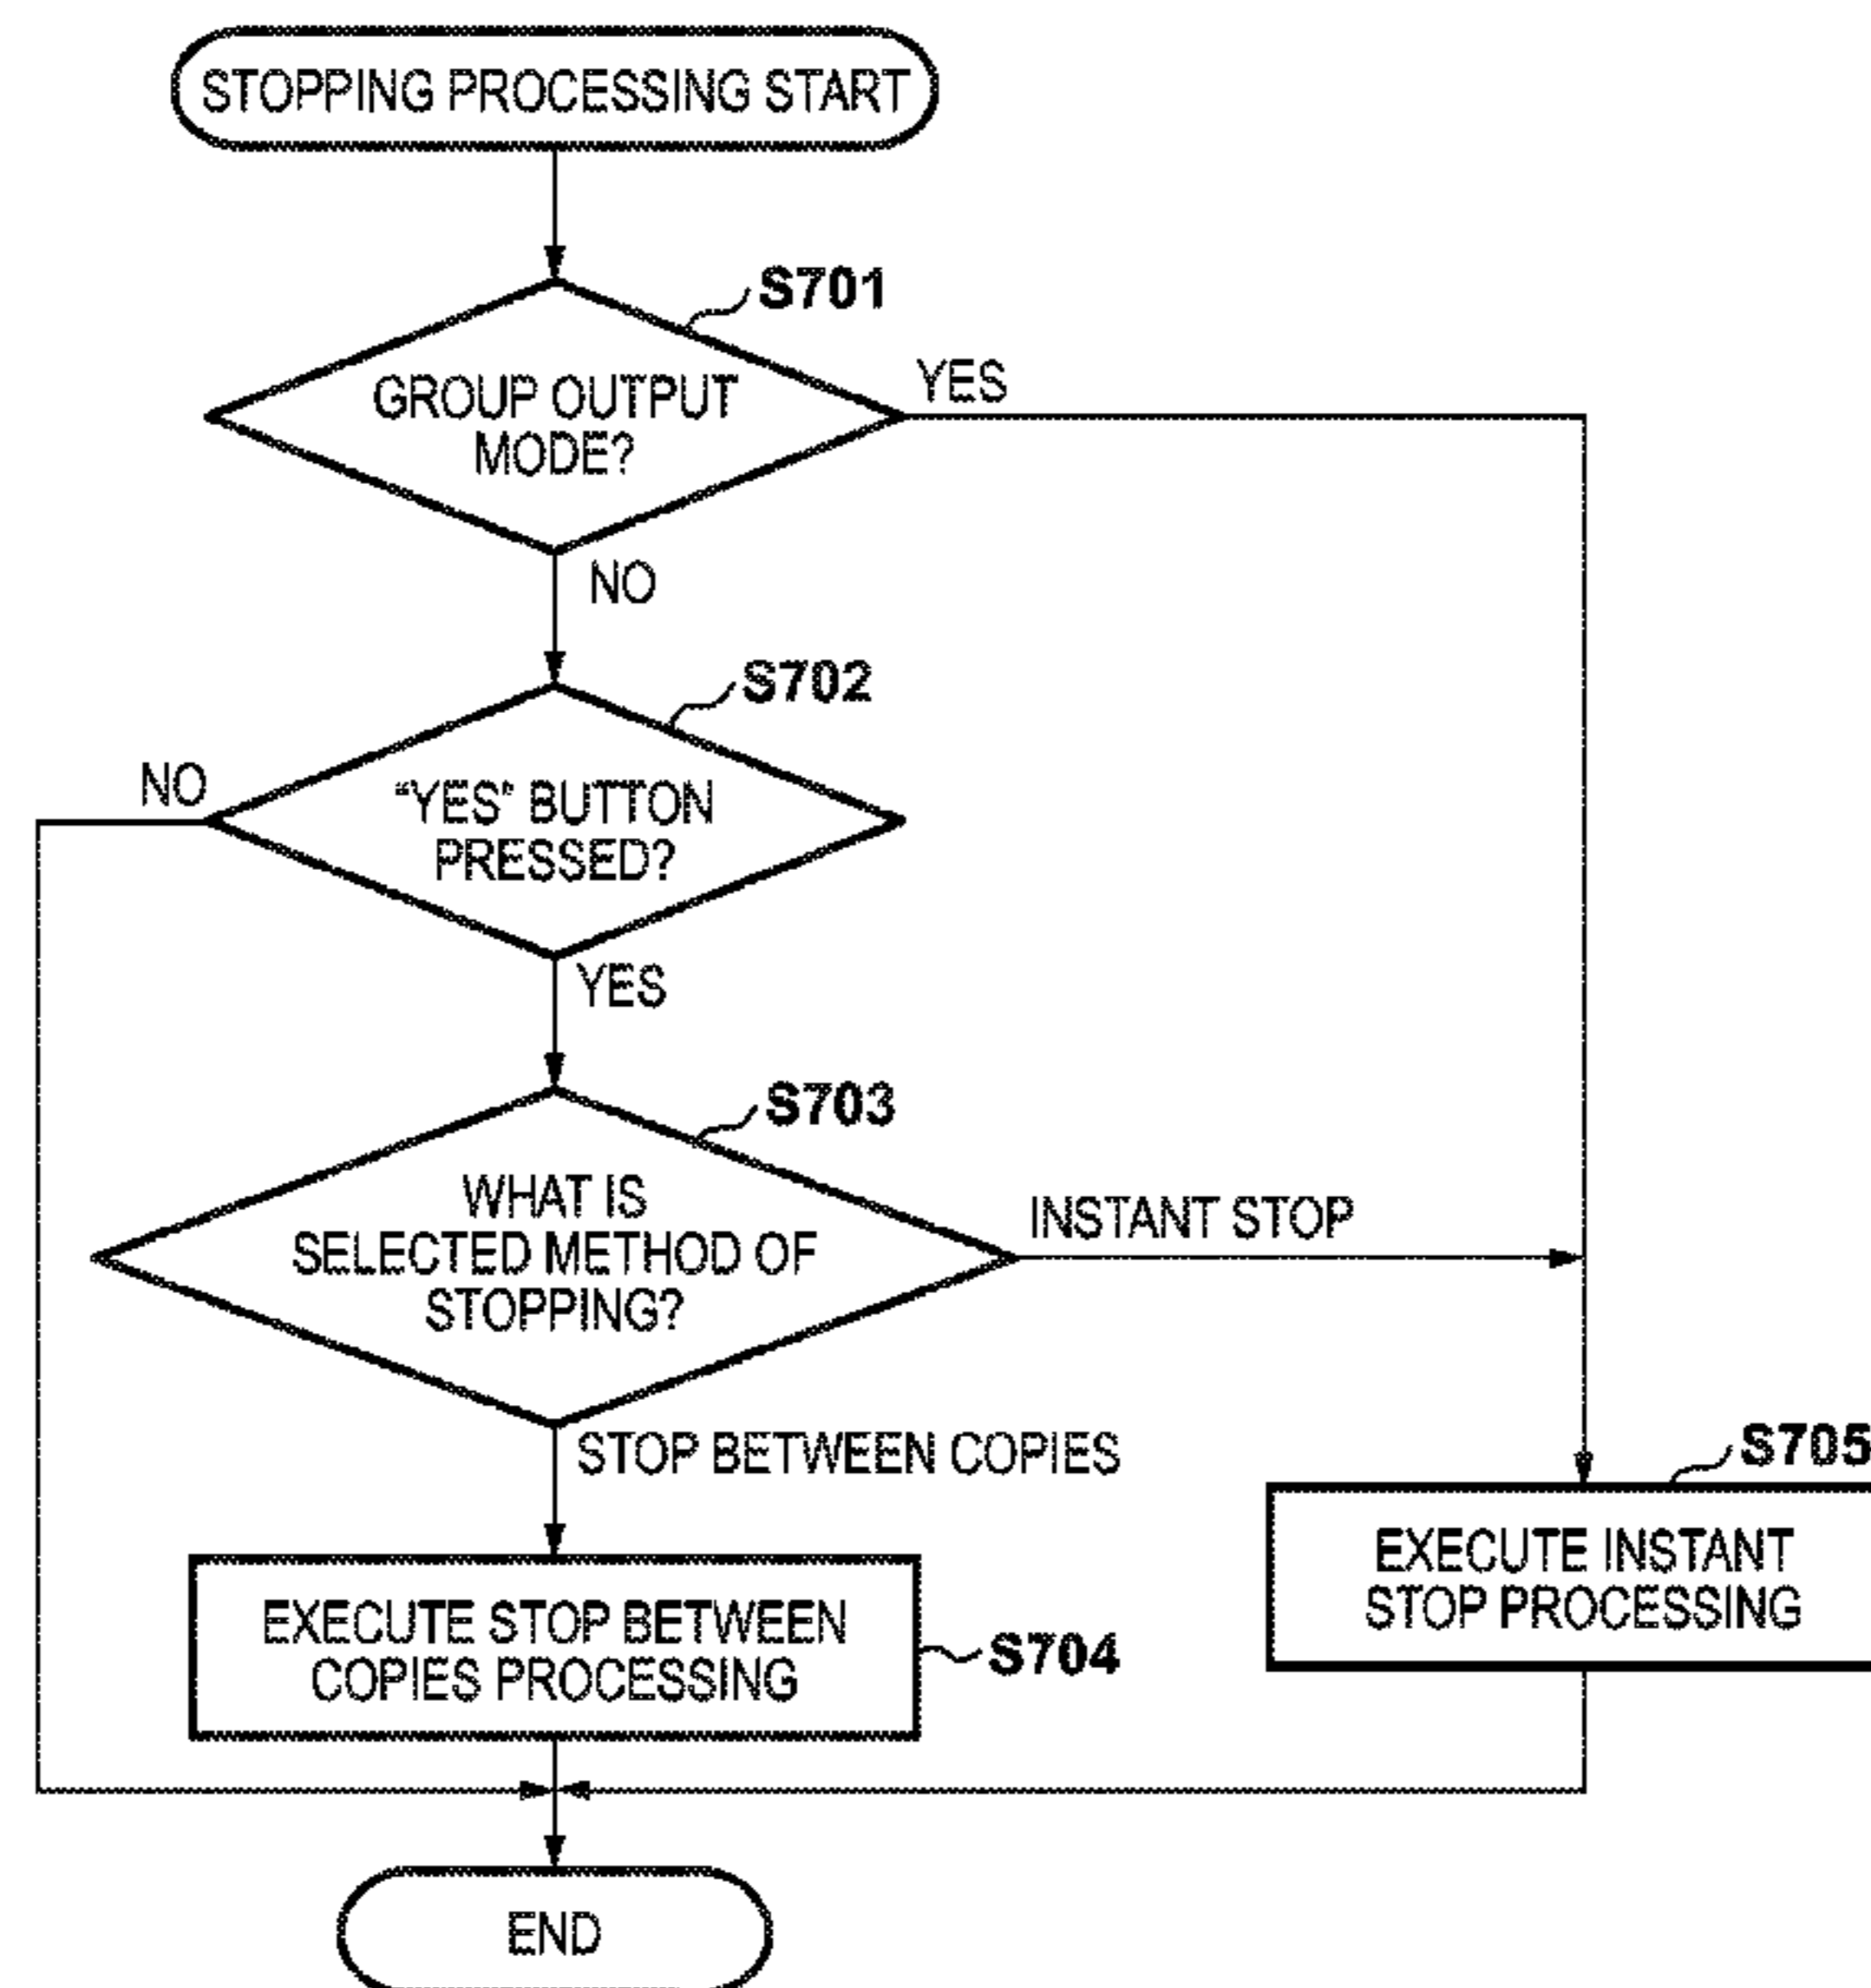 STOPPING PROCESSING START
S701
GROUP OUTPUT
MODE?
YES
NO
S702
NO
“YES” BUTTON
PRESSED?
YES
S703
WHAT IS
SELECTED METHOD OF
STOPPING?
INSTANT STOP
STOP BETWEEN COPIES
S705
EXECUTE INSTANT
STOP PROCESSING
EXECUTE STOP BETWEEN
COPIES PROCESSING
S704
END